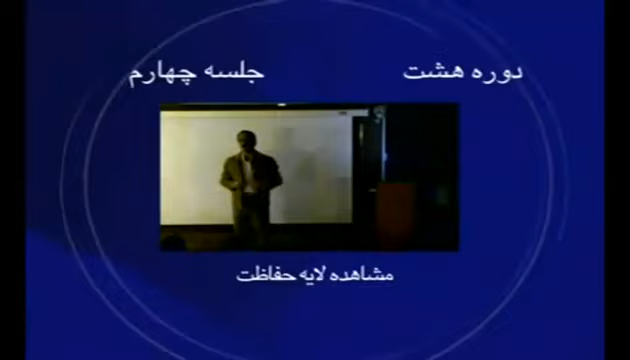 دوره هشت
جلسه چهارم
مشاهده لایه حفاظت